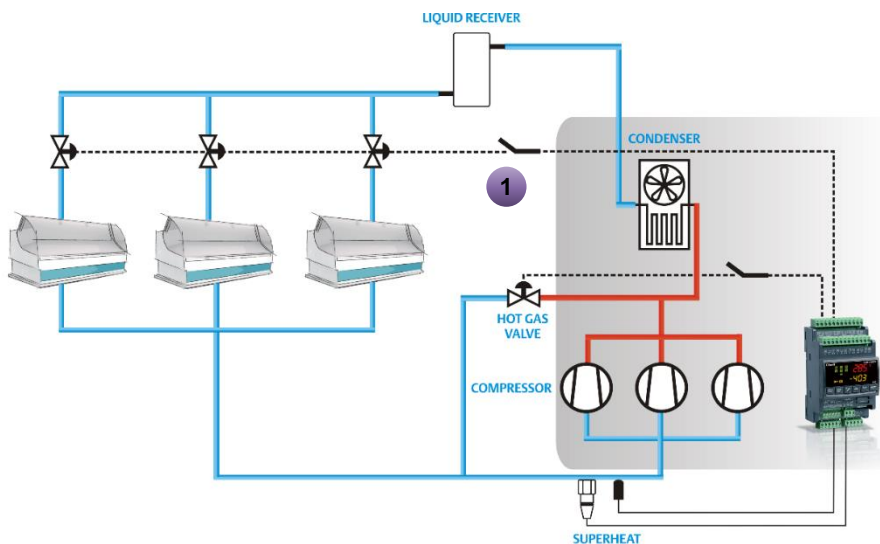 LIQUID RECEIVER
CONDENSER
1
HOT GAS
VALVE
COMPRESSOR
SUPERHEAT